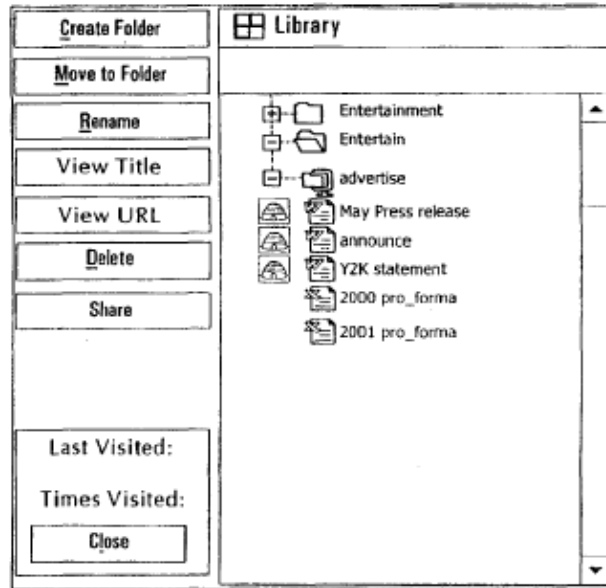 Create Folder
Move to Folder
Rename
View Title
View URL
Delete
Share
Last Visited:
Times Visited:
Close
Library
Entertainment
Entertain
advertise
May Press release
announce
Y2K statement
2000 pro_forma
2001 pro_forma